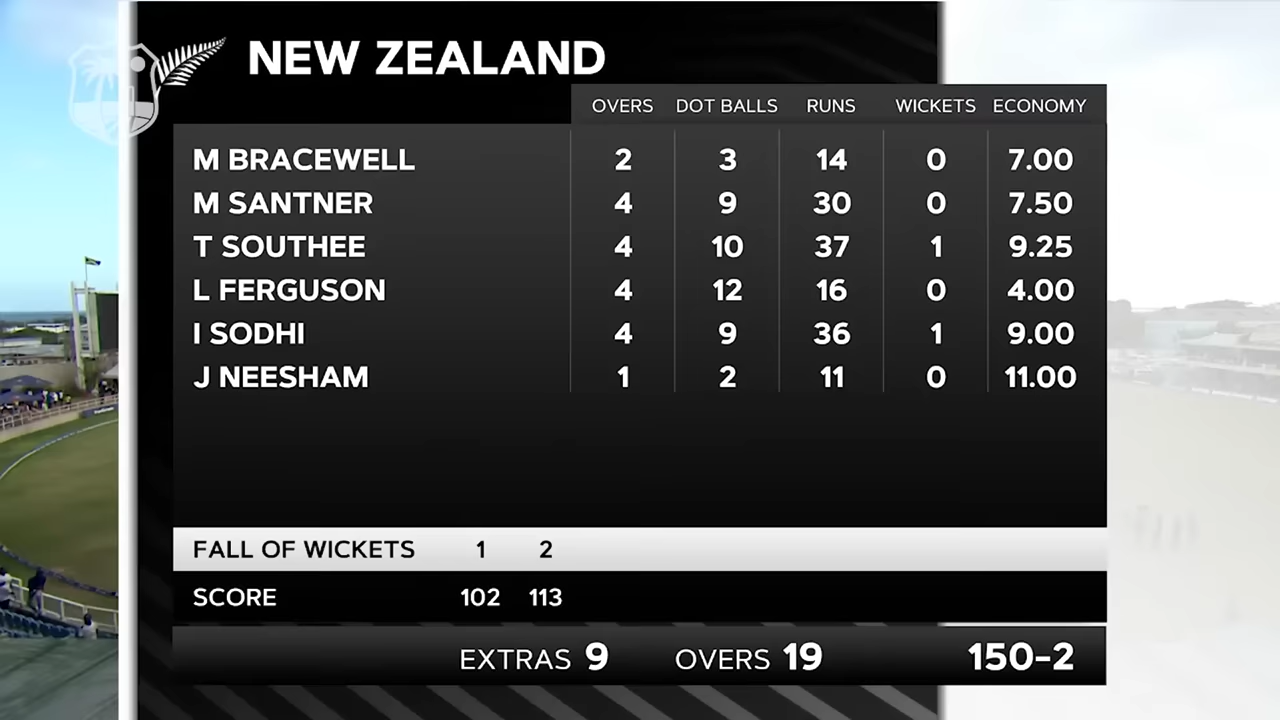 NEW ZEALAND
OVERS DOT BALLS RUNS WICKETS ECONOMY
M BRACEWELL 2 3 14 0 7.00
M SANTNER 4 9 30 0 7.50
T SOUTHEE 4 10 37 1 9.25
L FERGUSON 4 12 16 0 4.00
I SODHI 4 9 36 1 9.00
J NEESHAM 1 2 11 0 11.00
FALL OF WICKETS 1 2
SCORE 102 113
EXTRAS 9 OVERS 19 150-2